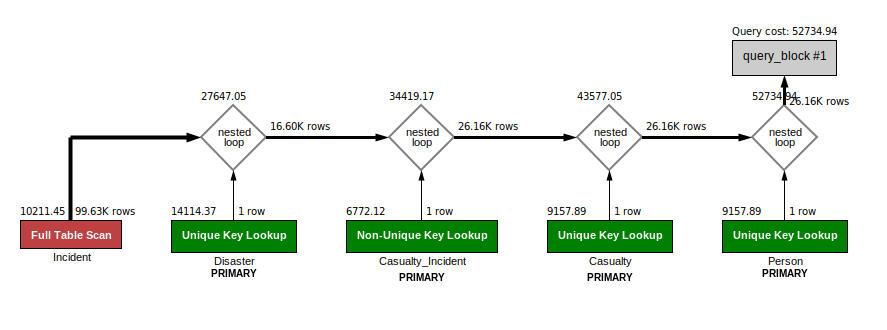 Query cost: 52734.94
query_block #1
27647.05
34419.17
43577.05
52734.94
26.16K rows
nested
loop
16.60K rows
nested
loop
26.16K rows
nested
loop
26.16K rows
nested
loop
10211.45
99.63K rows
14114.37
1 row
6772.12
1 row
9157.89
1 row
9157.89
1 row
Full Table Scan
Unique Key Lookup
Non-Unique Key Lookup
Unique Key Lookup
Unique Key Lookup
Incident
Disaster
Casualty_Incident
Casualty
Person
PRIMARY
PRIMARY
PRIMARY
PRIMARY